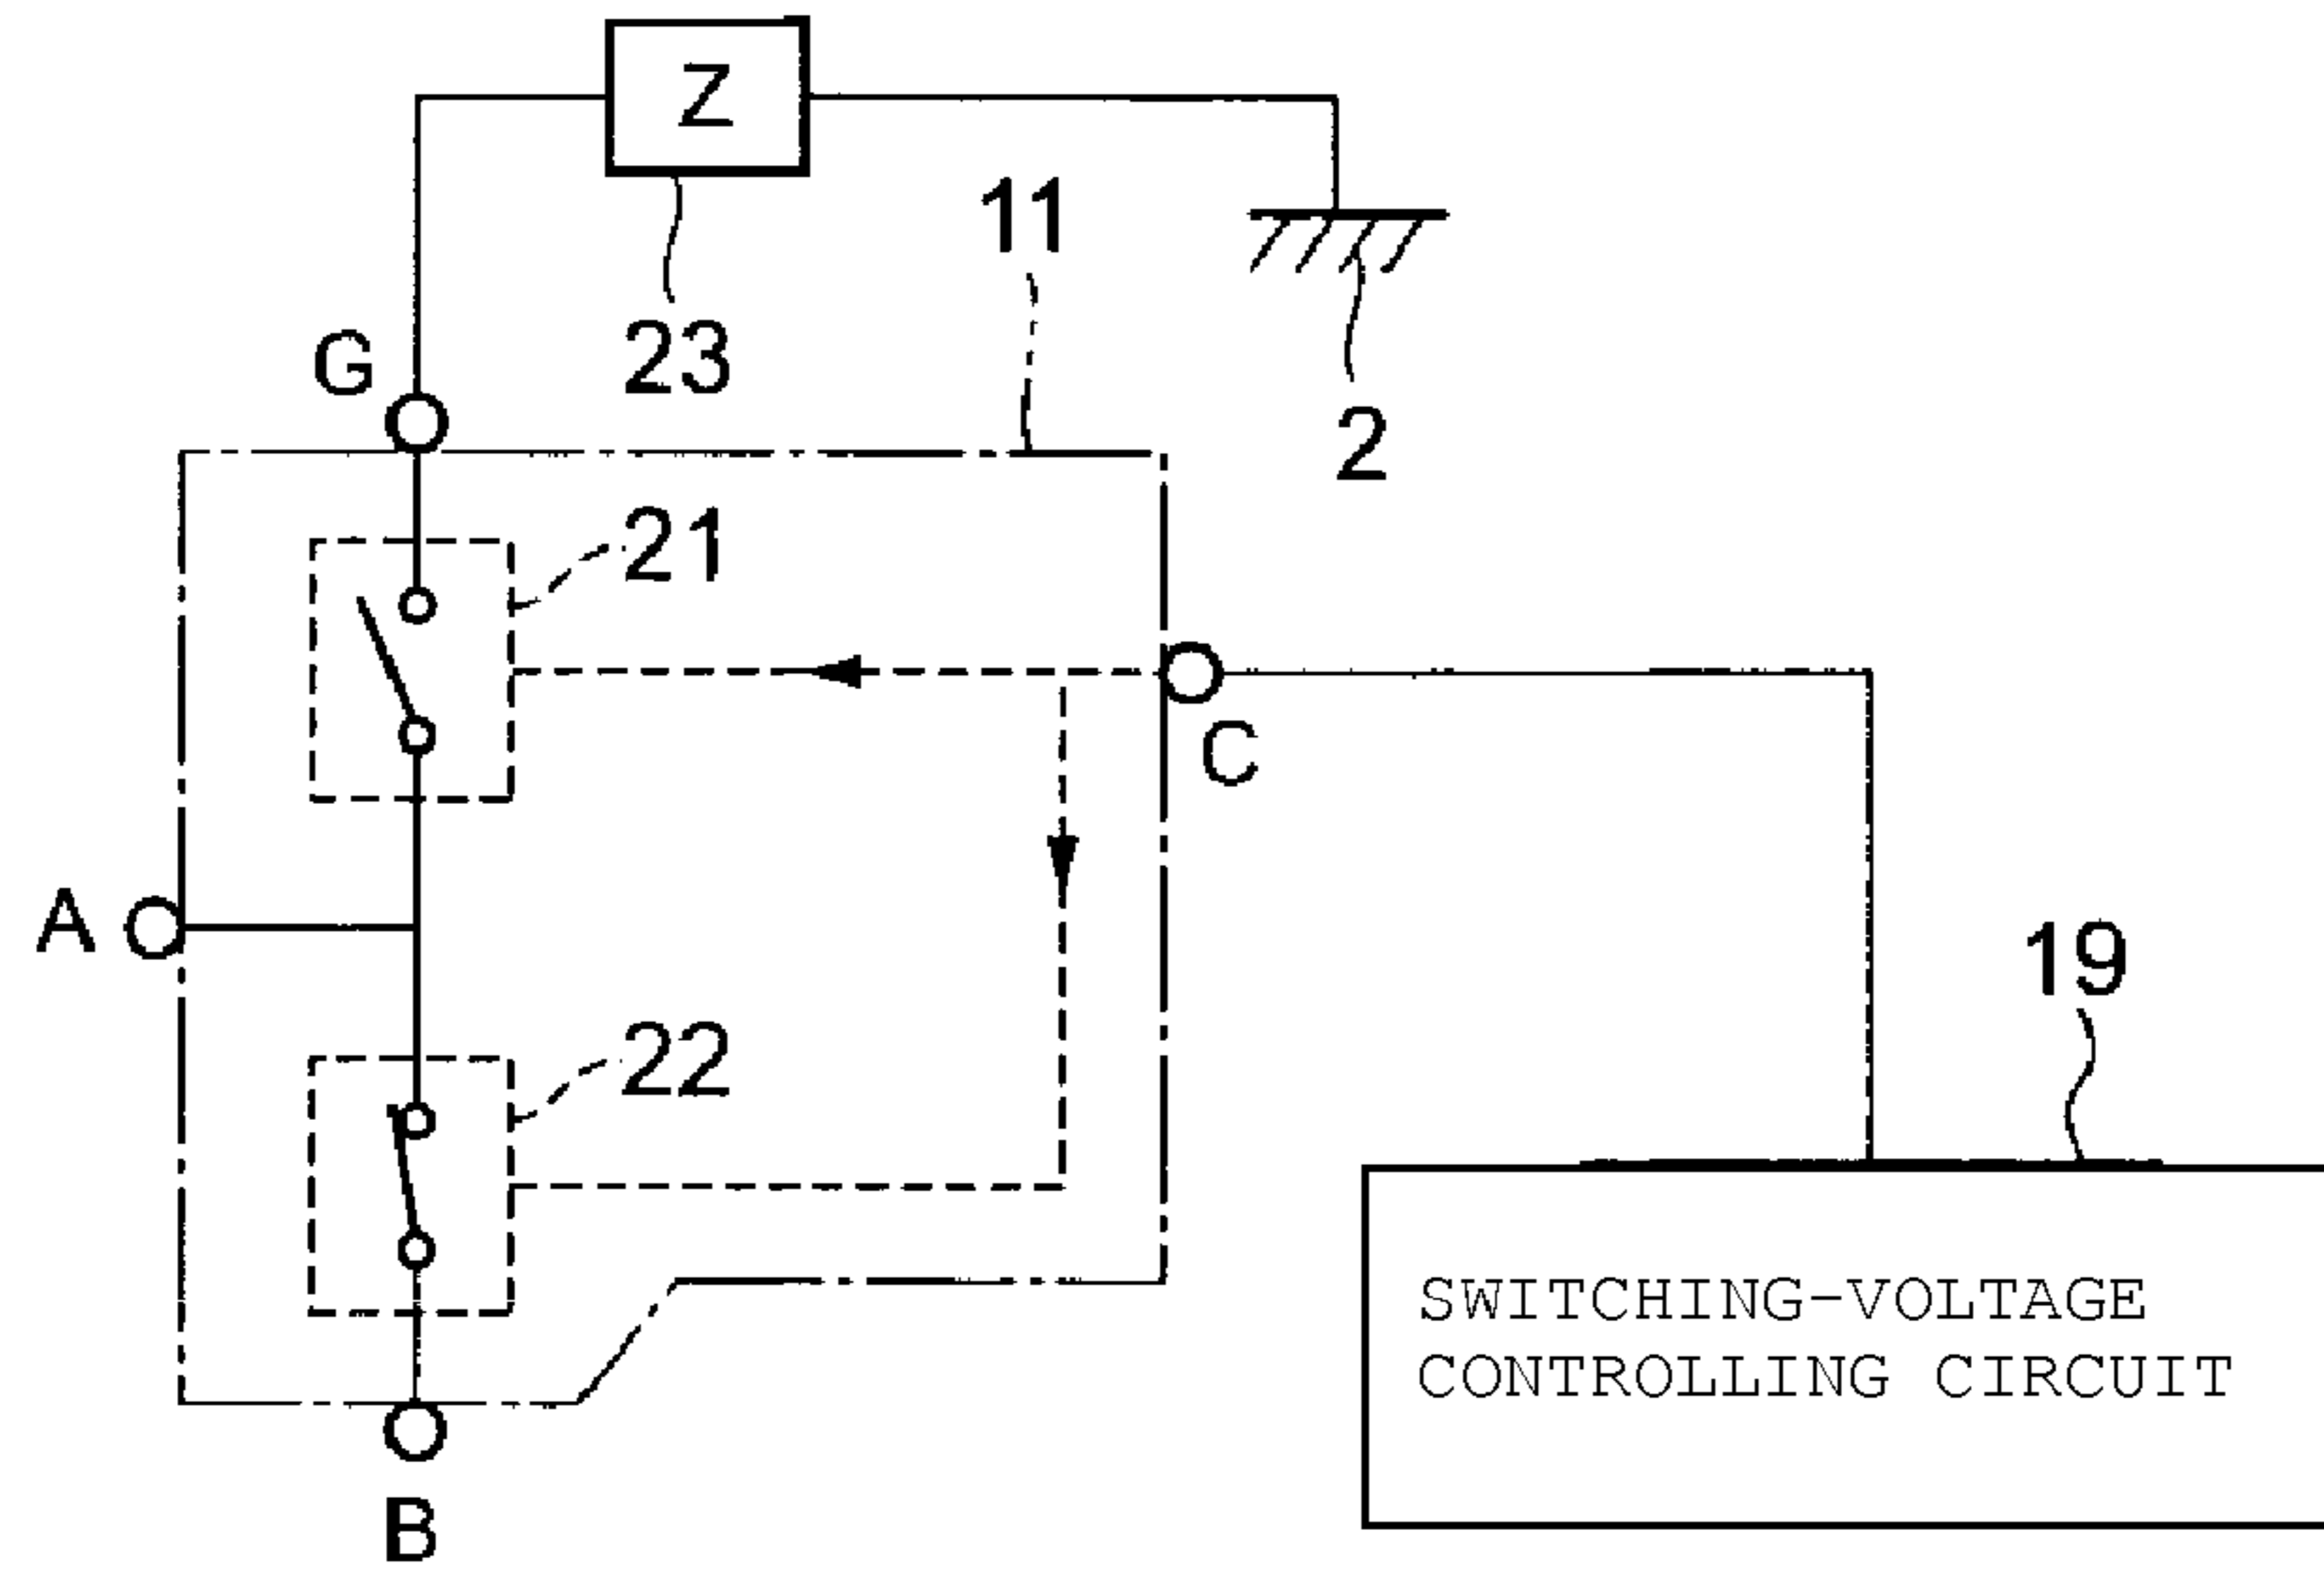 Z
11
23
G
2
21
C
A
19
22
SWITCHING-VOLTAGE
CONTROLLING CIRCUIT
B